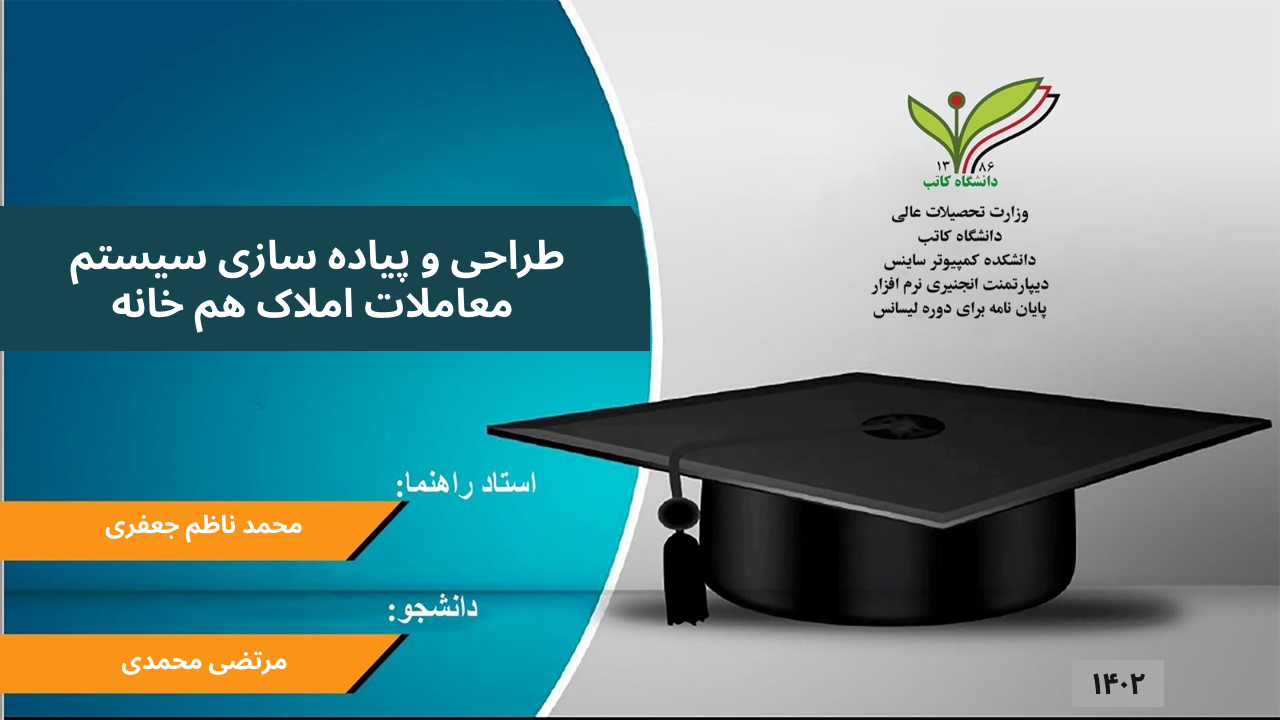 ۱۳ ۸۶
دانشگاه کاتب
وزارت تحصیلات عالی
دانشگاه کاتب
دانشکده کمپیوتر ساینس
دیپارتمنت انجنیری نرم افزار
پایان نامه برای دوره لیسانس
طراحی و پیاده سازی سیستم
معاملات املاک هم خانه
استاد راهنما:
محمد ناظم جعفری
دانشجو:
مرتضی محمدی
۱۴۰۲